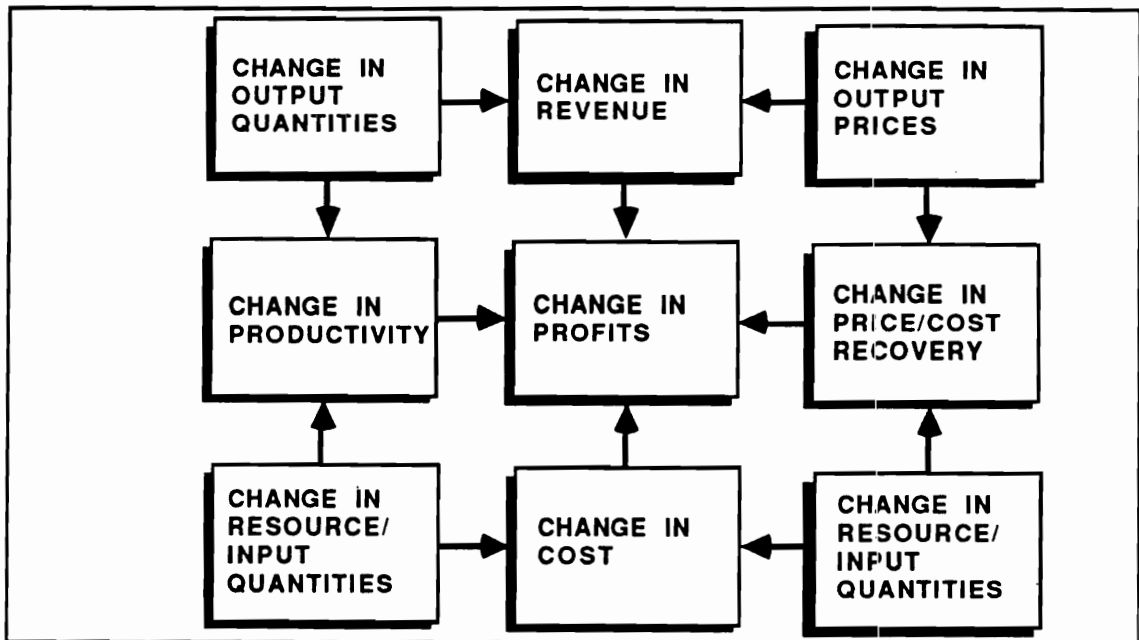 CHANGE IN
OUTPUT
QUANTITIES
CHANGE IN
REVENUE
CHANGE IN
OUTPUT
PRICES
CHANGE IN
PRODUCTIVITY
CHANGE IN
PROFITS
CHANGE IN
PRICE/COST
RECOVERY
CHANGE IN
RESOURCE/
INPUT
QUANTITIES
CHANGE IN
COST
CHANGE IN
RESOURCE/
INPUT
QUANTITIES